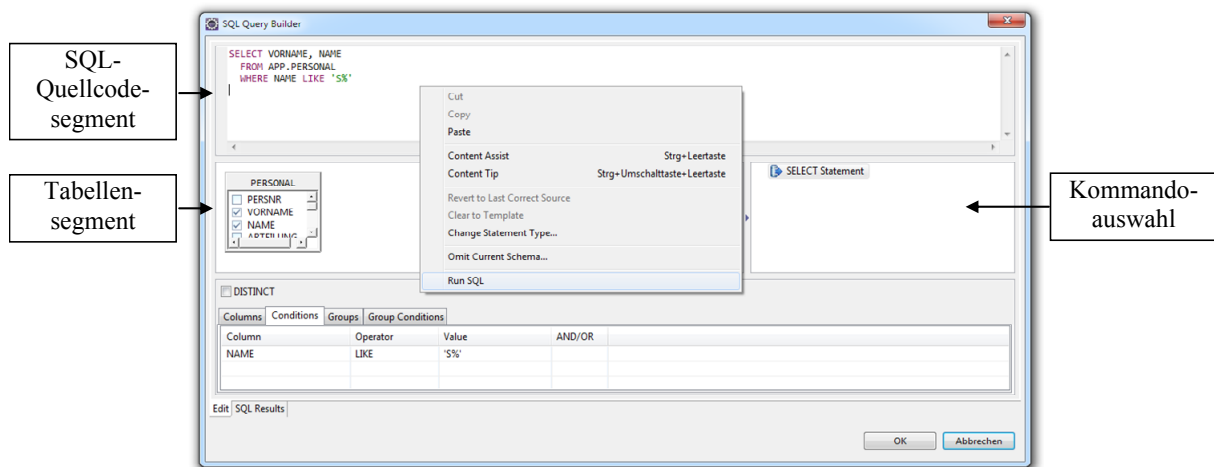 SQL Query Builder
SQL-
Quellcode-
segment
SELECT VORNAME, NAME
FROM APP.PERSONAL
WHERE NAME LIKE 'S%'
Cut
Copy
Paste
Content Assist Strg+Leertaste
Content Tip Strg+Umschalttaste+Leertaste
Revert to Last Correct Source
Clear to Template
Change Statement Type...
Omit Current Schema...
Run SQL
Tabellen-
segment
PERSONAL
PERSNR
VORNAME
NAME
ABTEILUNG
SELECT Statement
Kommando-
auswahl
DISTINCT
Columns Conditions Groups Group Conditions
Column Operator Value AND/OR
NAME LIKE 'S%'
Edit SQL Results
OK Abbrechen